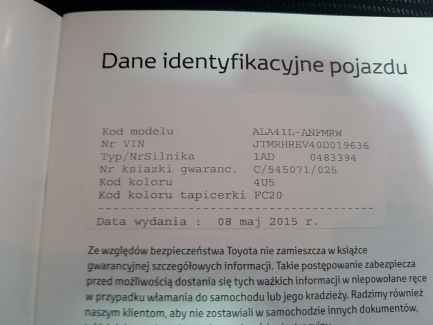 Dane identyfikacyjne pojazdu
Kod modelu ALA41L-ANFMRW
Nr VIN JTMRHREV40D019636
Typ/NrSilnika 1AD 0483394
Nr ksiazki gwaranc. C/545071/025
Kod koloru 4U5
Kod koloru tapicerki FC20
Data wydania : 08 maj 2015 r.
Ze względów bezpieczeństwa Toyota nie zamieszcza w książce
gwarancyjnej szczegółowych informacji. Takie postępowanie zabezpiecza
przed możliwością dostania się tych ważkich informacji w niepowołane ręce
w przypadku włamania do samochodu lub jego kradzieży. Radzimy również
naszym klientom, aby nie zostawiali w samochodzie innych dokumentów,